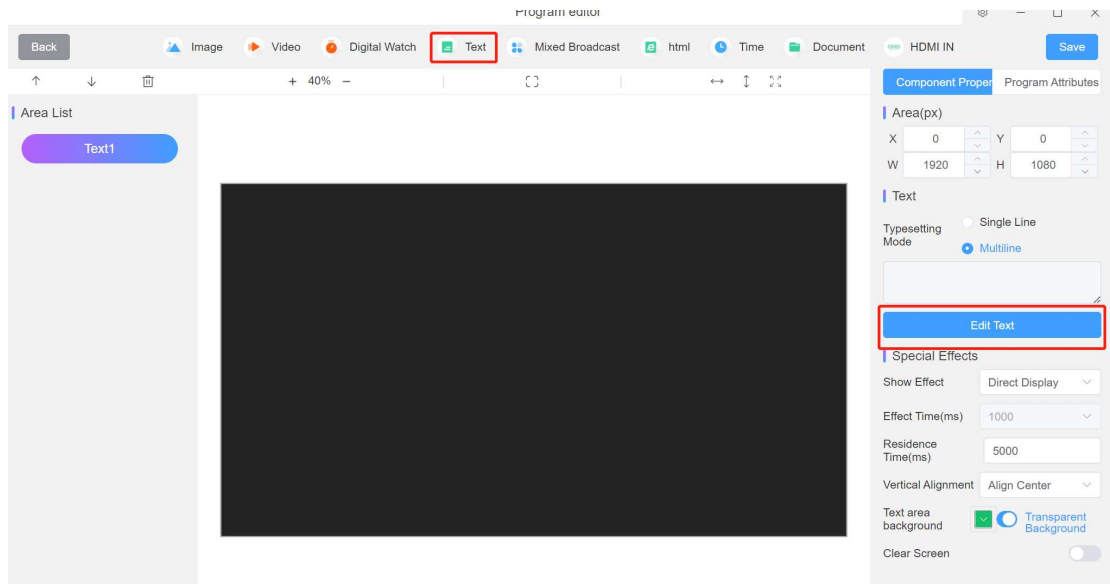 Program editor
Back Image Video Digital Watch Text Mixed Broadcast html Time Document HDMI IN Save
+ 40% −
Component Proper Program Attributes
Area List
Text1
Area(px)
X 0 Y 0
W 1920 H 1080
Text
Typesetting Mode
Single Line
Multiline
Edit Text
Special Effects
Show Effect Direct Display
Effect Time(ms) 1000
Residence Time(ms) 5000
Vertical Alignment Align Center
Text area background
Transparent Background
Clear Screen